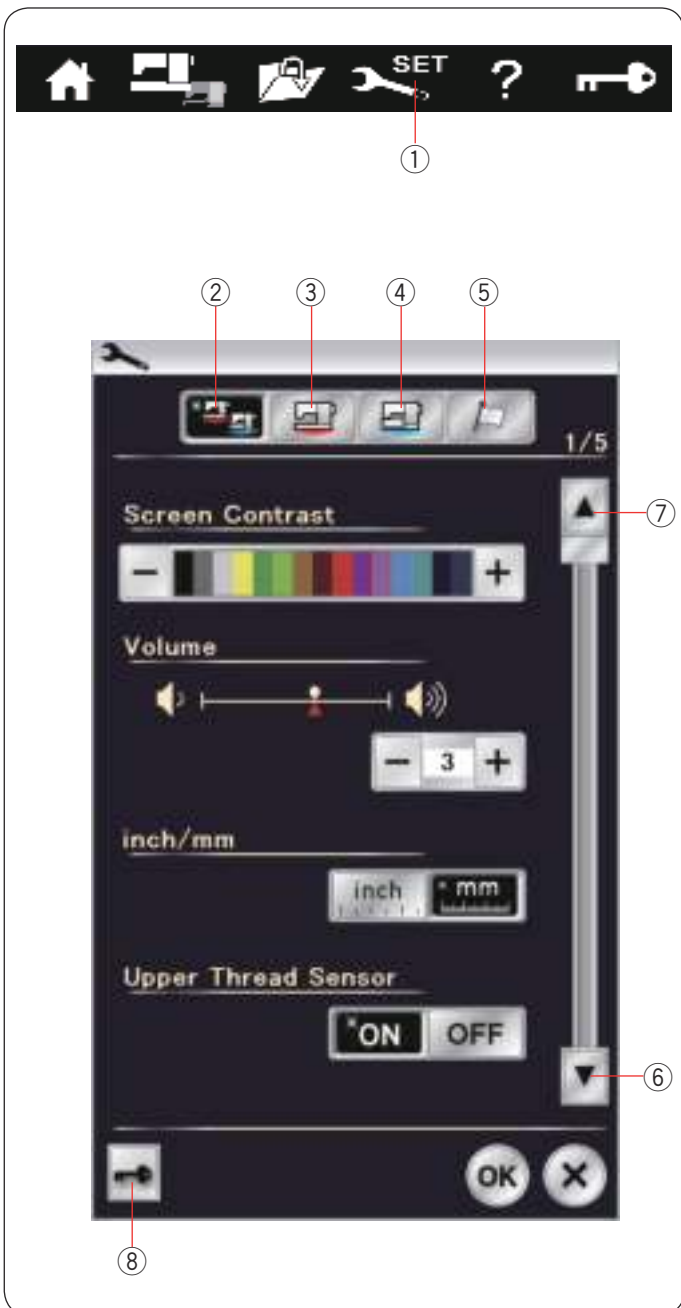 SET
?
①
② ③ ④ ⑤
1/5
Screen Contrast
⑦
− +
Volume
− 3 +
inch/mm
inch mm
Upper Thread Sensor
ON OFF
⑥
OK ×
⑧